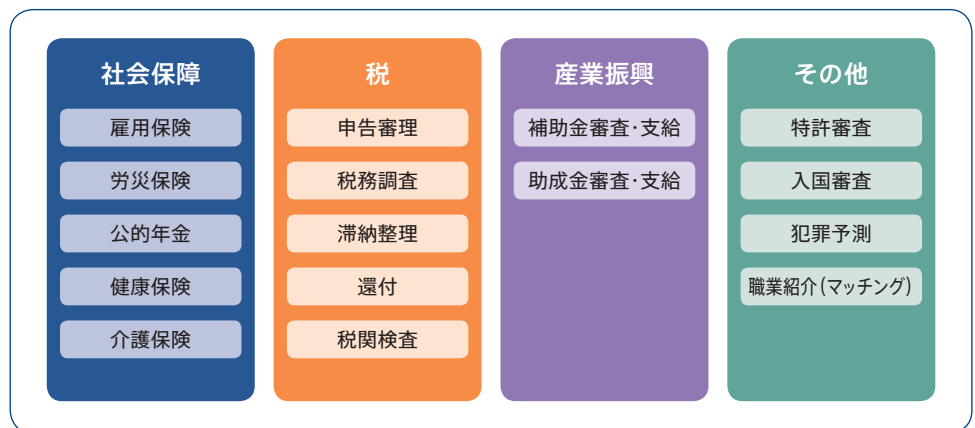 社会保障
雇用保険
労災保険
公的年金
健康保険
介護保険
税
申告審理
税務調査
滞納整理
還付
税関検査
産業振興
補助金審査・支給
助成金審査・支給
その他
特許審査
入国審査
犯罪予測
職業紹介(マッチング)